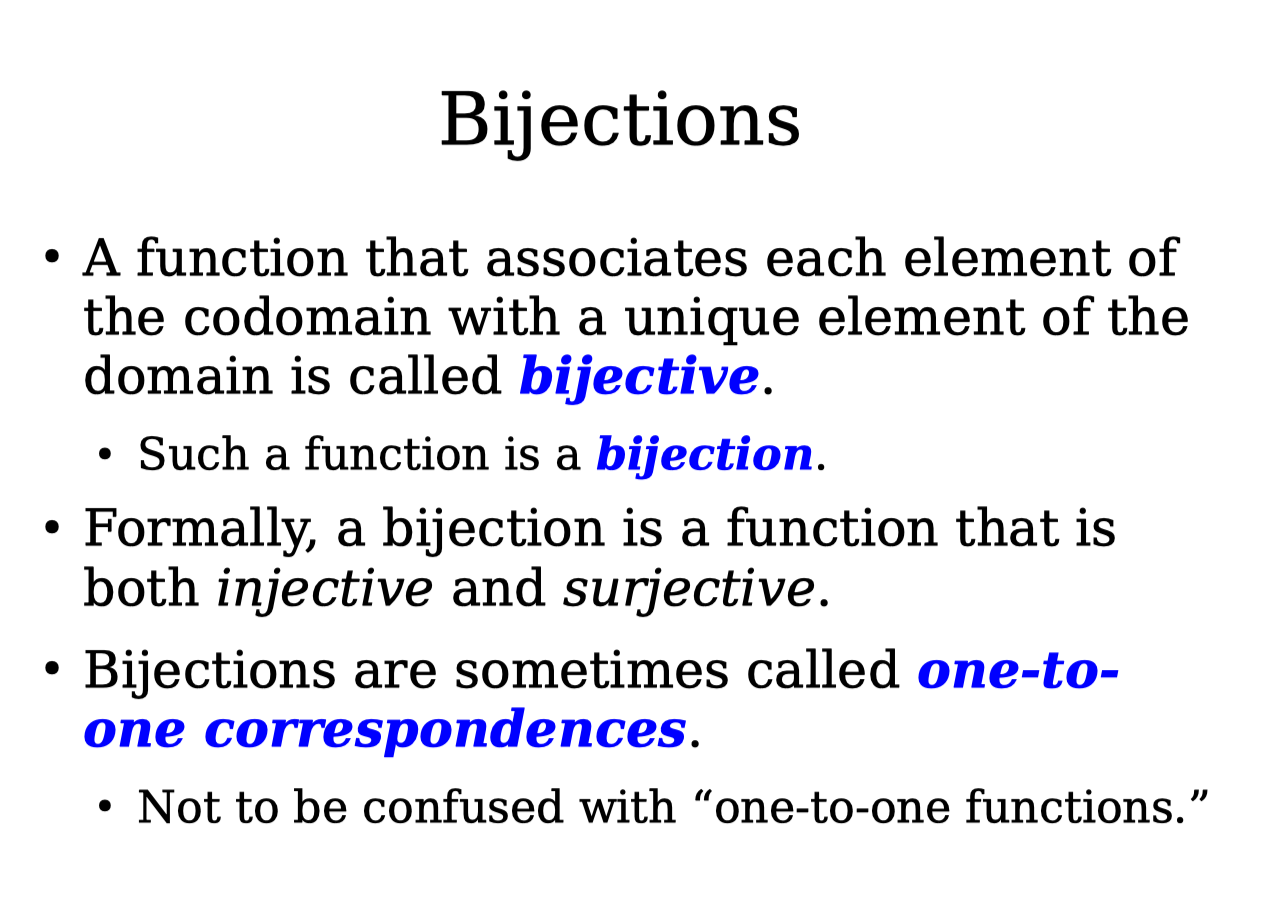 Bijections
• A function that associates each element of
the codomain with a unique element of the
domain is called bijective.
• Such a function is a bijection.
• Formally, a bijection is a function that is
both injective and surjective.
• Bijections are sometimes called one-to-
one correspondences.
• Not to be confused with “one-to-one functions.”